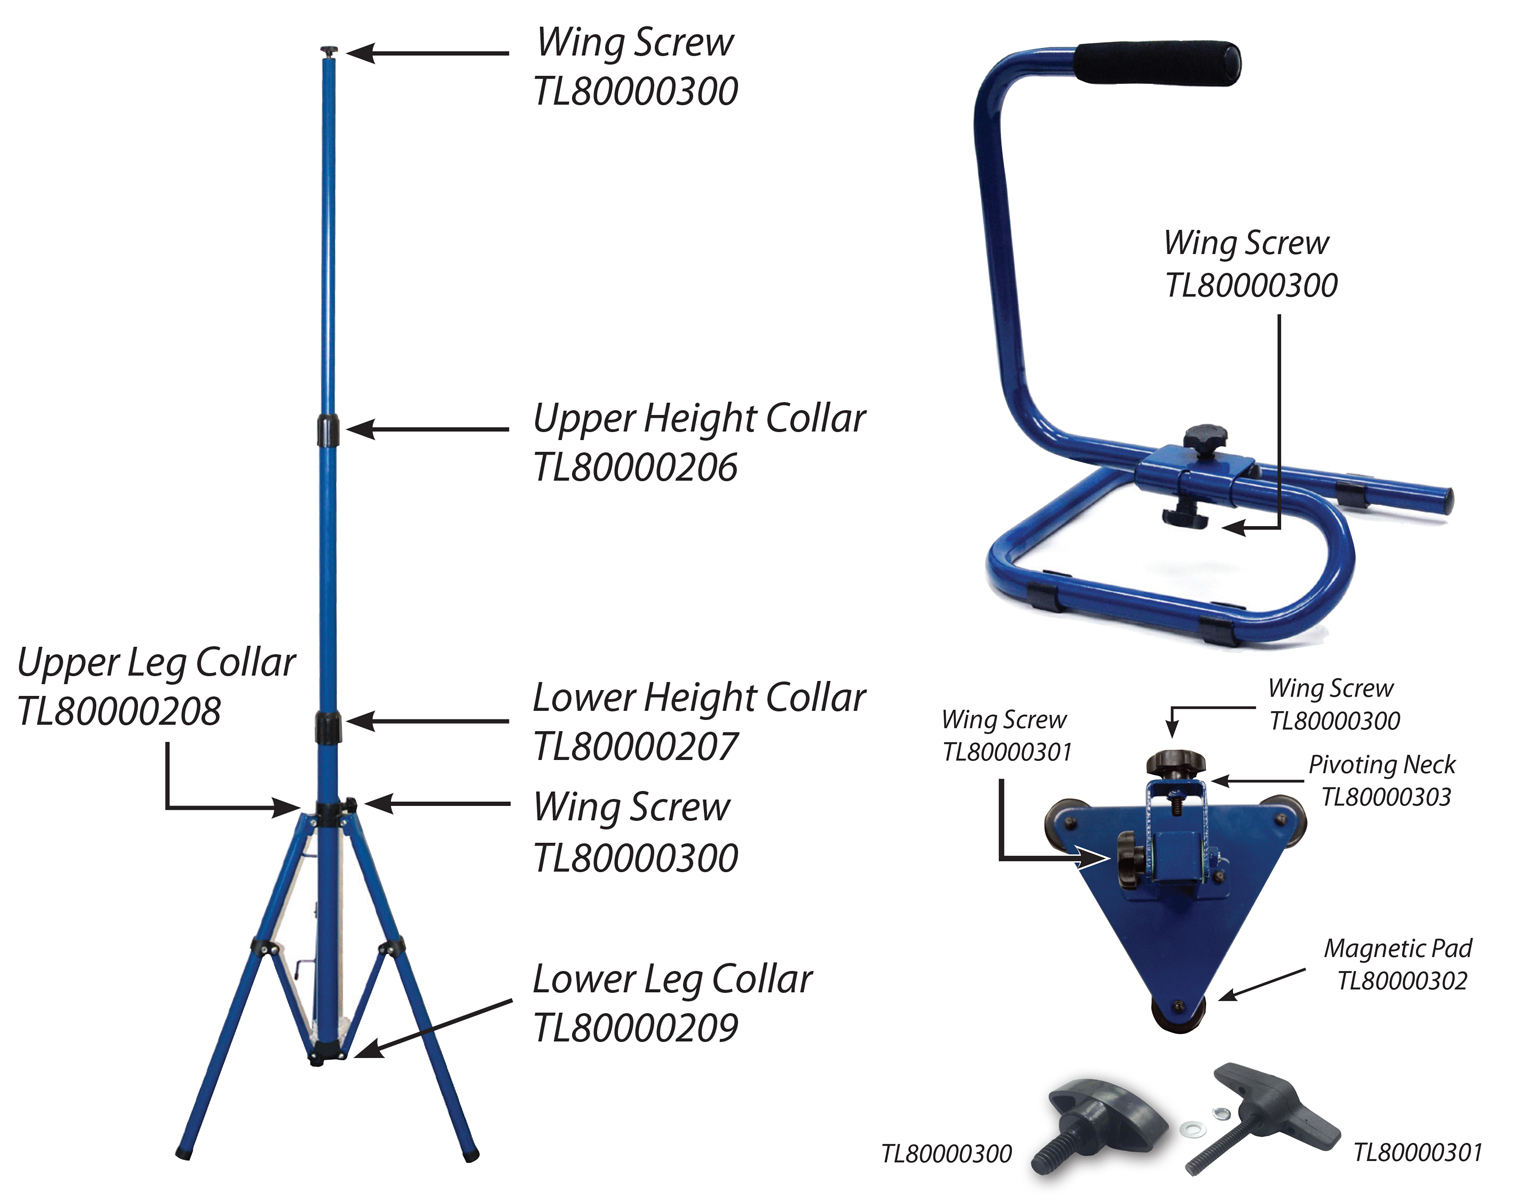 Wing Screw
TL80000300
Upper Height Collar
TL80000206
Upper Leg Collar
TL80000208
Lower Height Collar
TL80000207
Wing Screw
TL80000300
Lower Leg Collar
TL80000209
Wing Screw
TL80000300
Wing Screw
TL80000300
Wing Screw
TL80000301
Pivoting Neck
TL80000303
Magnetic Pad
TL80000302
TL80000300
TL80000301